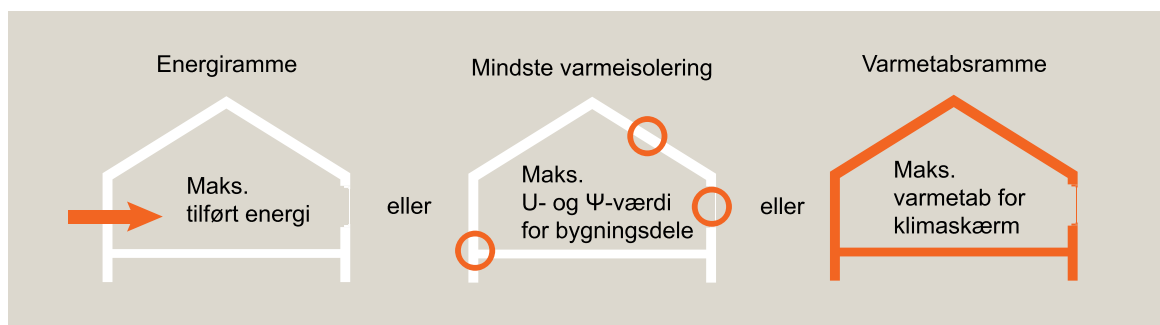 Energiramme
Maks.
tilført energi
eller
Mindste varmeisolering
Maks.
U- og Ψ-værdi
for bygningsdele
eller
Varmetabsramme
Maks.
varmetab for
klimaskærm